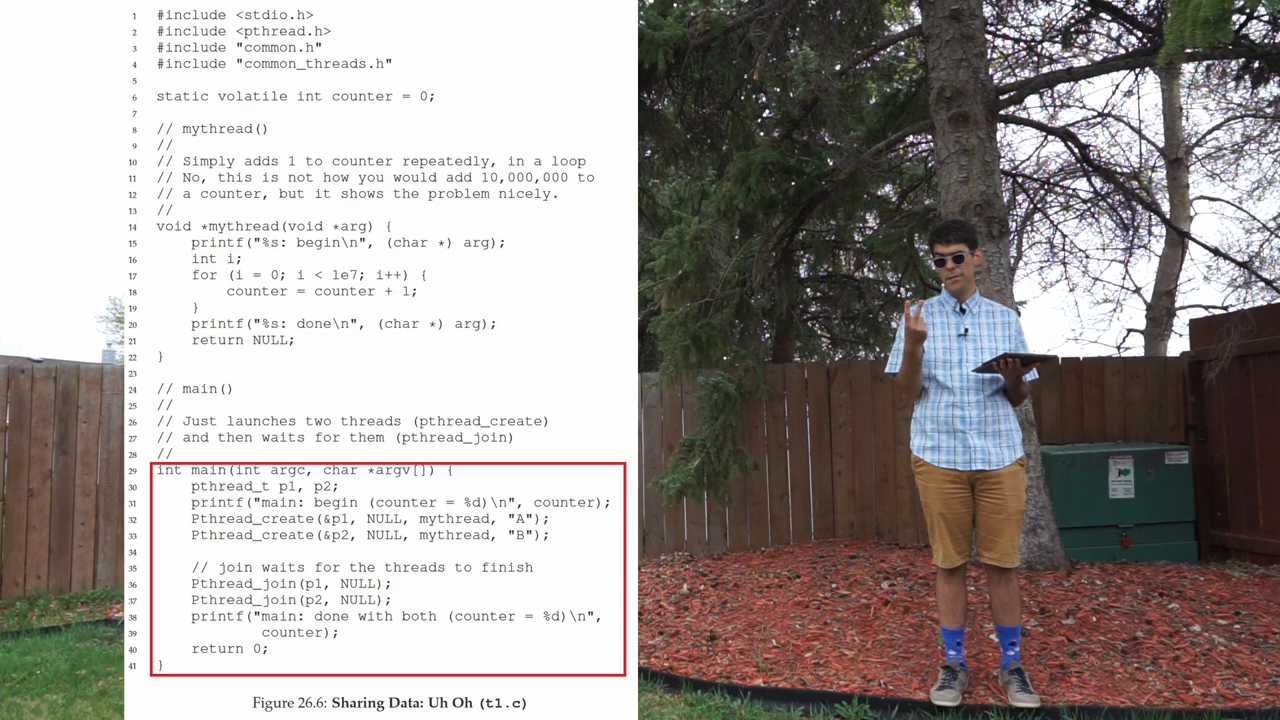 1 #include <stdio.h>
2 #include <pthread.h>
3 #include "common.h"
4 #include "common_threads.h"
5
6 static volatile int counter = 0;
7
8 // mythread()
9 //
10 // Simply adds 1 to counter repeatedly, in a loop
11 // No, this is not how you would add 10,000,000 to
12 // a counter, but it shows the problem nicely.
13 //
14 void *mythread(void *arg) {
15     printf("%s: begin\n", (char *) arg);
16     int i;
17     for (i = 0; i < 1e7; i++) {
18         counter = counter + 1;
19     }
20     printf("%s: done\n", (char *) arg);
21     return NULL;
22 }
23
24 // main()
25 //
26 // Just launches two threads (pthread_create)
27 // and then waits for them (pthread_join)
28 //
29 int main(int argc, char *argv[]) {
30     pthread_t p1, p2;
31     printf("main: begin (counter = %d)\n", counter);
32     Pthread_create(&p1, NULL, mythread, "A");
33     Pthread_create(&p2, NULL, mythread, "B");
34
35     // join waits for the threads to finish
36     Pthread_join(p1, NULL);
37     Pthread_join(p2, NULL);
38     printf("main: done with both (counter = %d)\n",
39             counter);
40     return 0;
41 }
Figure 26.6: Sharing Data: Uh Oh (t1.c)